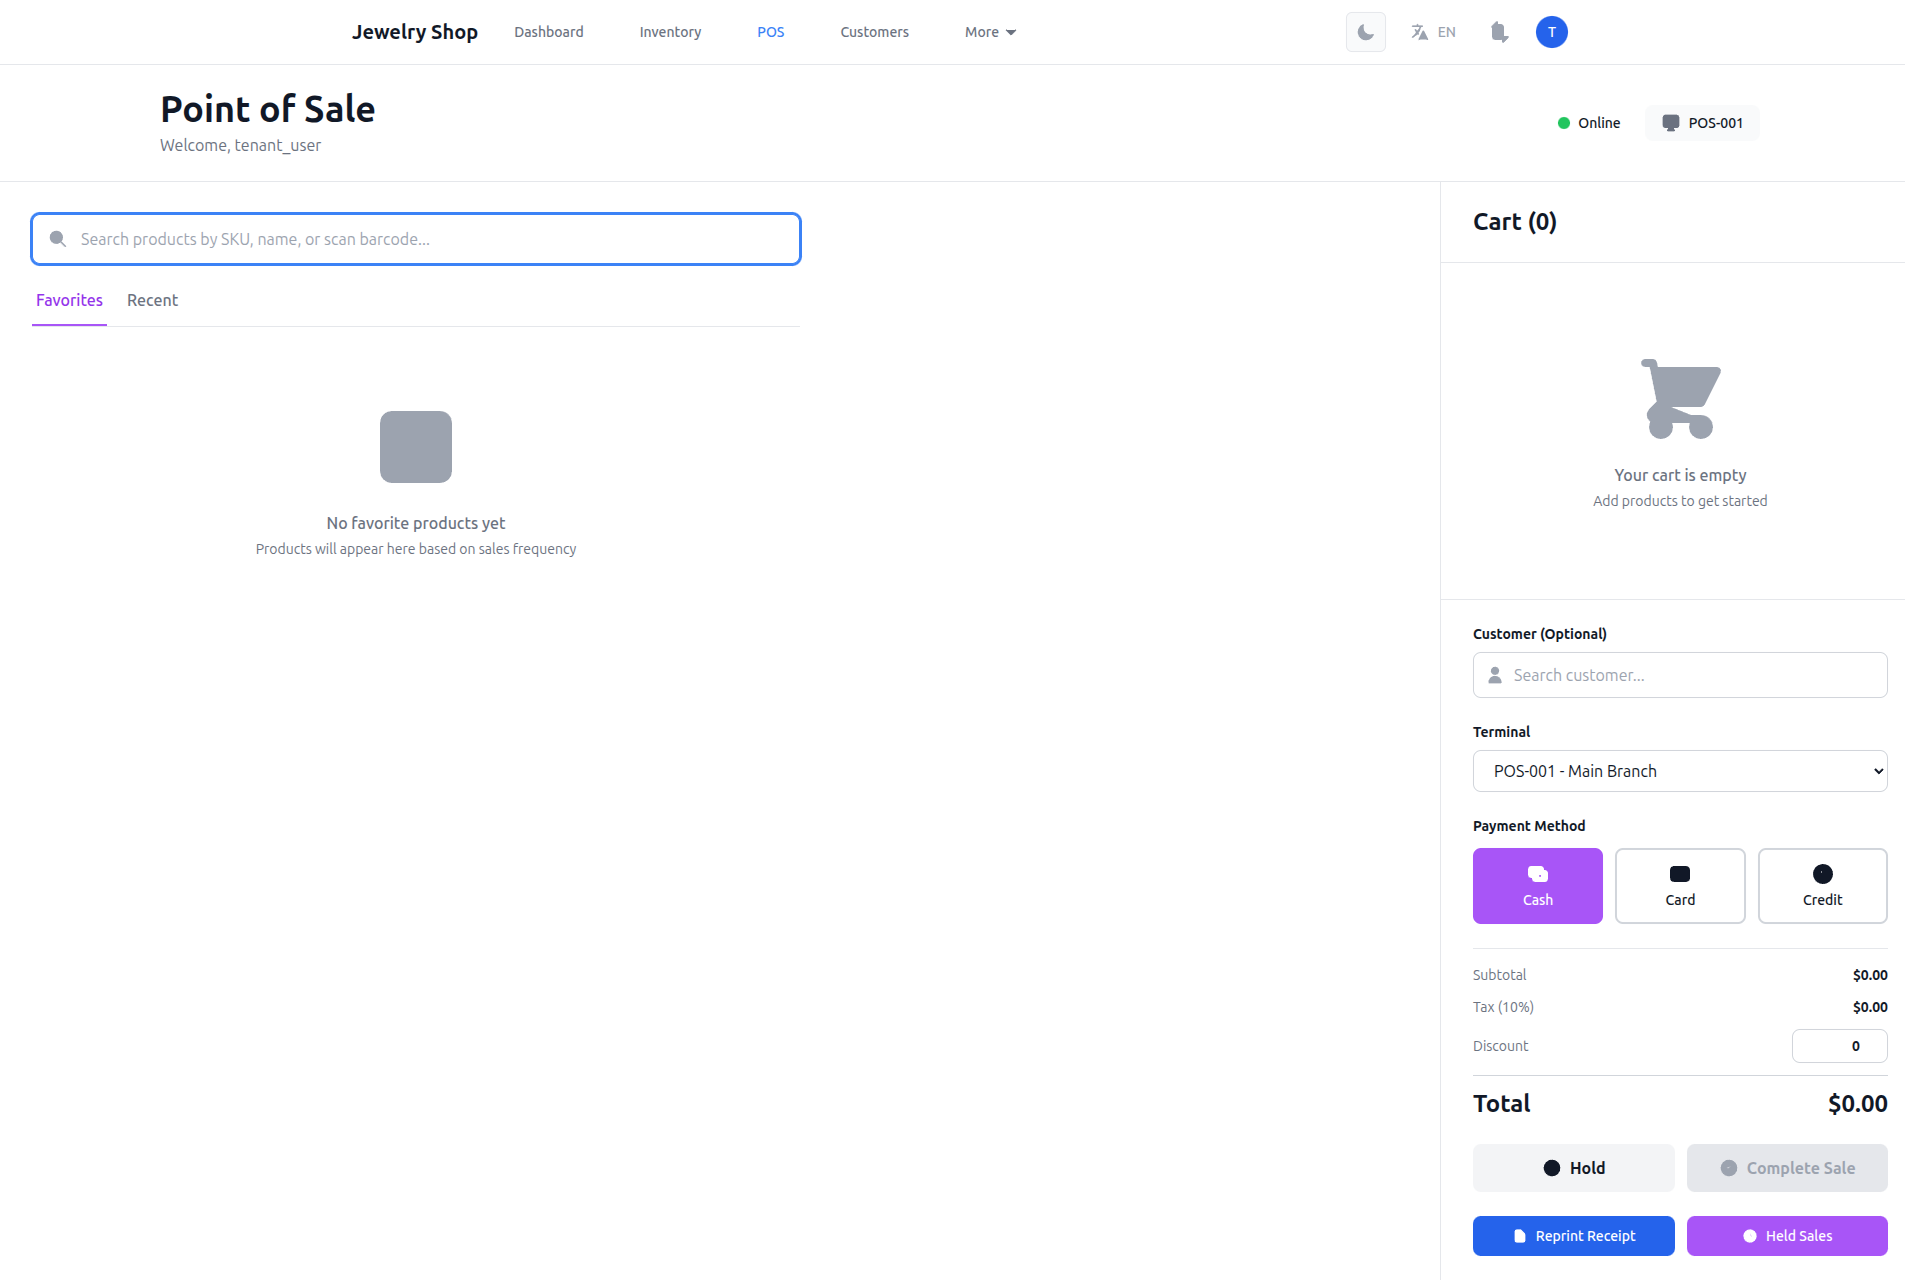 Jewelry Shop
Dashboard
Inventory
POS
Customers
More
EN
T
Point of Sale
Welcome, tenant_user
Online
POS-001
Search products by SKU, name, or scan barcode...
Favorites
Recent
No favorite products yet
Products will appear here based on sales frequency
Cart (0)
Your cart is empty
Add products to get started
Customer (Optional)
Search customer...
Terminal
POS-001 - Main Branch
Payment Method
Cash
Card
Credit
Subtotal $0.00
Tax (10%) $0.00
Discount 0
Total $0.00
Hold
Complete Sale
Reprint Receipt
Held Sales